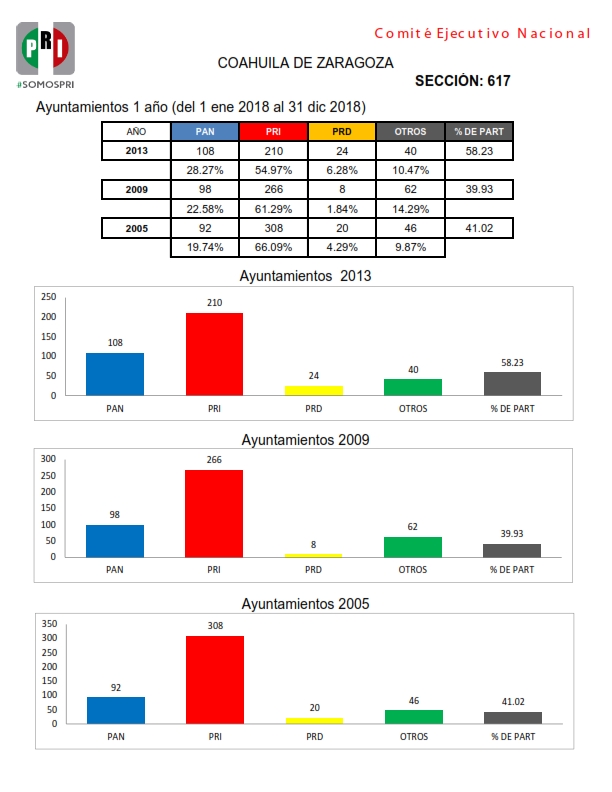 PRI
#SOMOSPRI
Comité Ejecutivo Nacional
COAHUILA DE ZARAGOZA
SECCIÓN: 617
Ayuntamientos 1 año (del 1 ene 2018 al 31 dic 2018)
AÑO PAN PRI PRD OTROS % DE PART
2013 108 210 24 40 58.23
28.27% 54.97% 6.28% 10.47%
2009 98 266 8 62 39.93
22.58% 61.29% 1.84% 14.29%
2005 92 308 20 46 41.02
19.74% 66.09% 4.29% 9.87%
Ayuntamientos 2013
250
200
150
100
50
0
108 210 24 40 58.23
PAN PRI PRD OTROS % DE PART
Ayuntamientos 2009
300
250
200
150
100
50
0
98 266 8 62 39.93
PAN PRI PRD OTROS % DE PART
Ayuntamientos 2005
350
300
250
200
150
100
50
0
92 308 20 46 41.02
PAN PRI PRD OTROS % DE PART